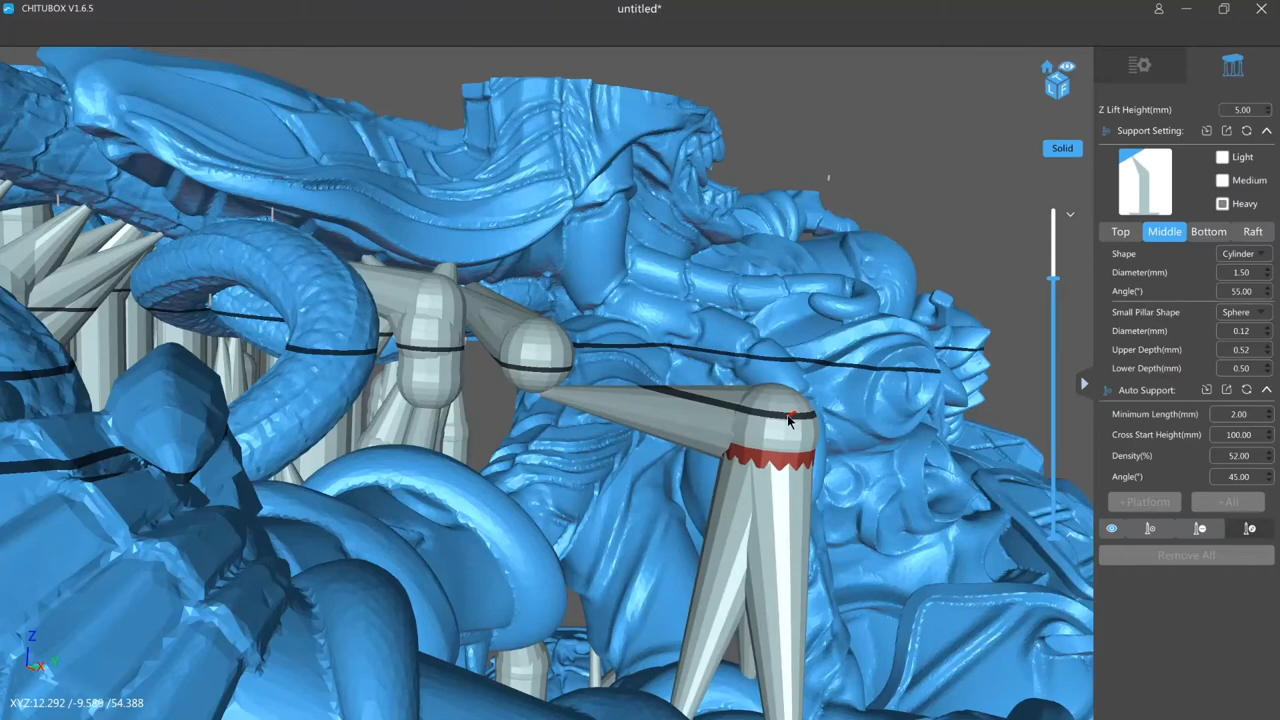 CHITUBOX V1.6.5
untitled*
Z Lift Height(mm) 5.00
Support Setting:
Light
Medium
Heavy
Top Middle Bottom Raft
Shape Cylinder
Diameter(mm) 1.50
Angle(°) 55.00
Small Pillar Shape Sphere
Diameter(mm) 0.12
Upper Depth(mm) 0.52
Lower Depth(mm) 0.50
Auto Support:
Minimum Length(mm) 2.00
Cross Start Height(mm) 100.00
Density(%) 52.00
Angle(°) 45.00
+Platform +All
Remove All
T
L F
Solid
Z
X Y
XYZ:12.292 /-9.589 /54.388